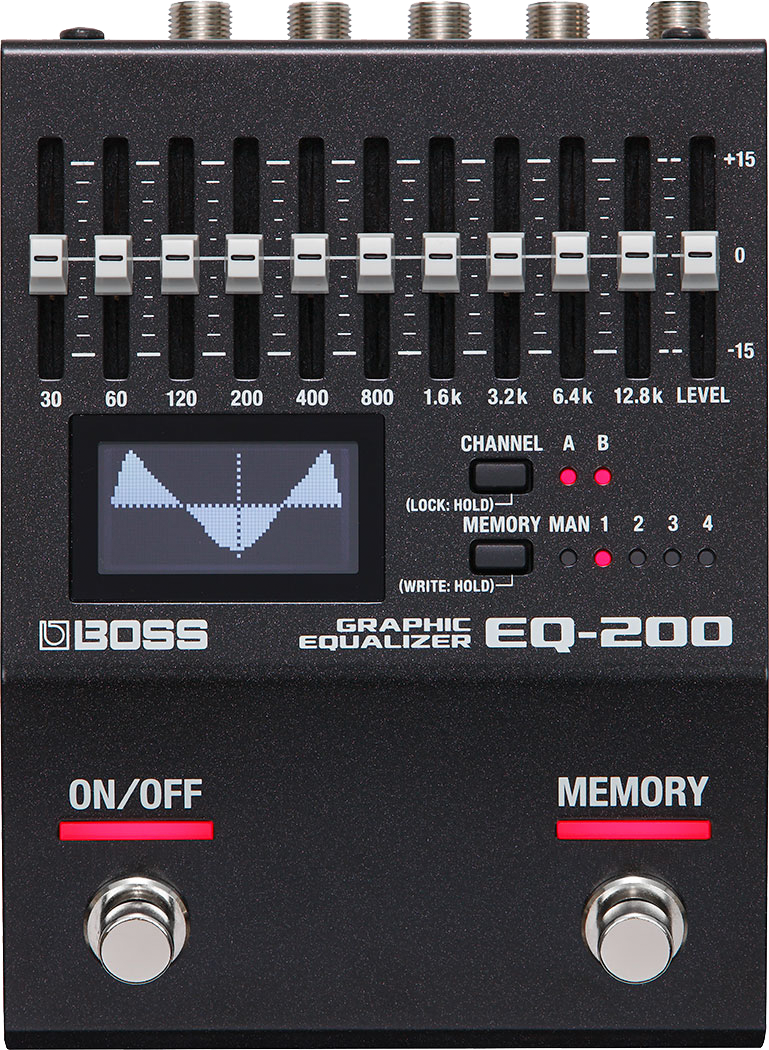 +15
0
-15
30 60 120 200 400 800 1.6k 3.2k 6.4k 12.8k LEVEL
CHANNEL A B
(LOCK: HOLD)
MEMORY MAN 1 2 3 4
(WRITE: HOLD)
BOSS
GRAPHIC
EQUALIZER EQ-200
ON/OFF MEMORY